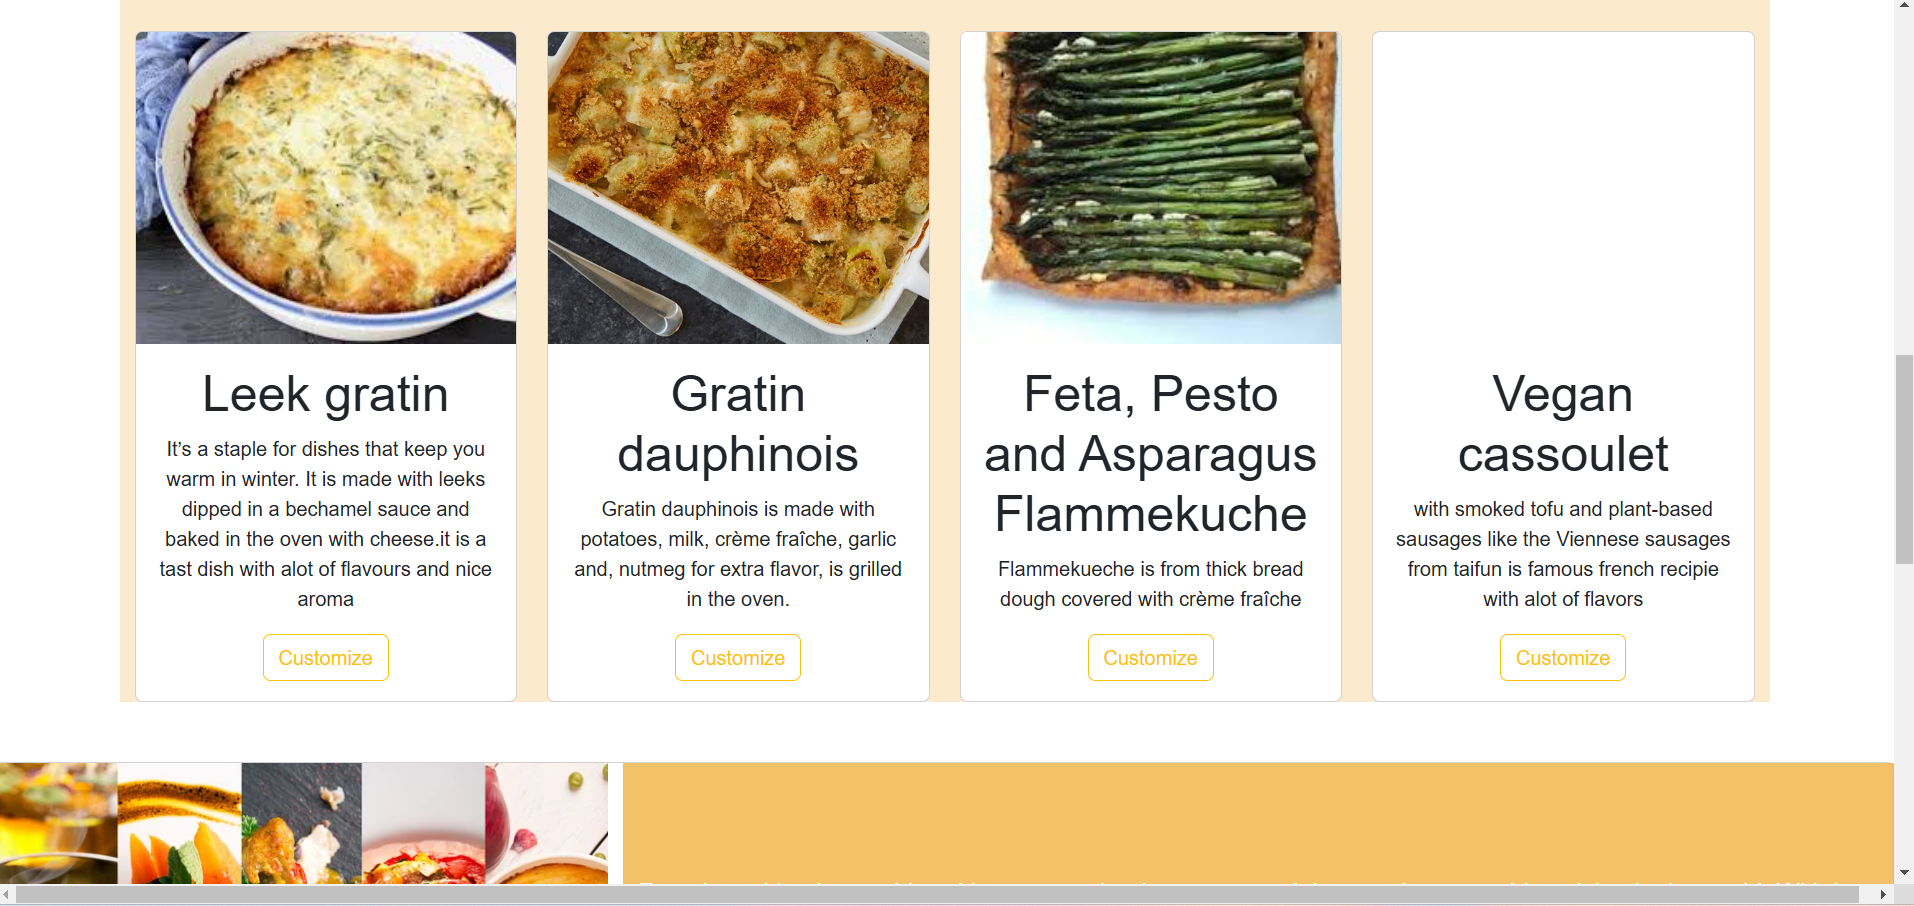 Leek gratin
It’s a staple for dishes that keep you
warm in winter. It is made with leeks
dipped in a bechamel sauce and
baked in the oven with cheese.it is a
tast dish with alot of flavours and nice
aroma
Customize
Gratin
dauphinois
Gratin dauphinois is made with
potatoes, milk, crème fraîche, garlic
and, nutmeg for extra flavor, is grilled
in the oven.
Customize
Feta, Pesto
and Asparagus
Flammekuche
Flammekueche is from thick bread
dough covered with crème fraîche
Customize
Vegan
cassoulet
with smoked tofu and plant-based
sausages like the Viennese sausages
from taifun is famous french recipie
with alot of flavors
Customize